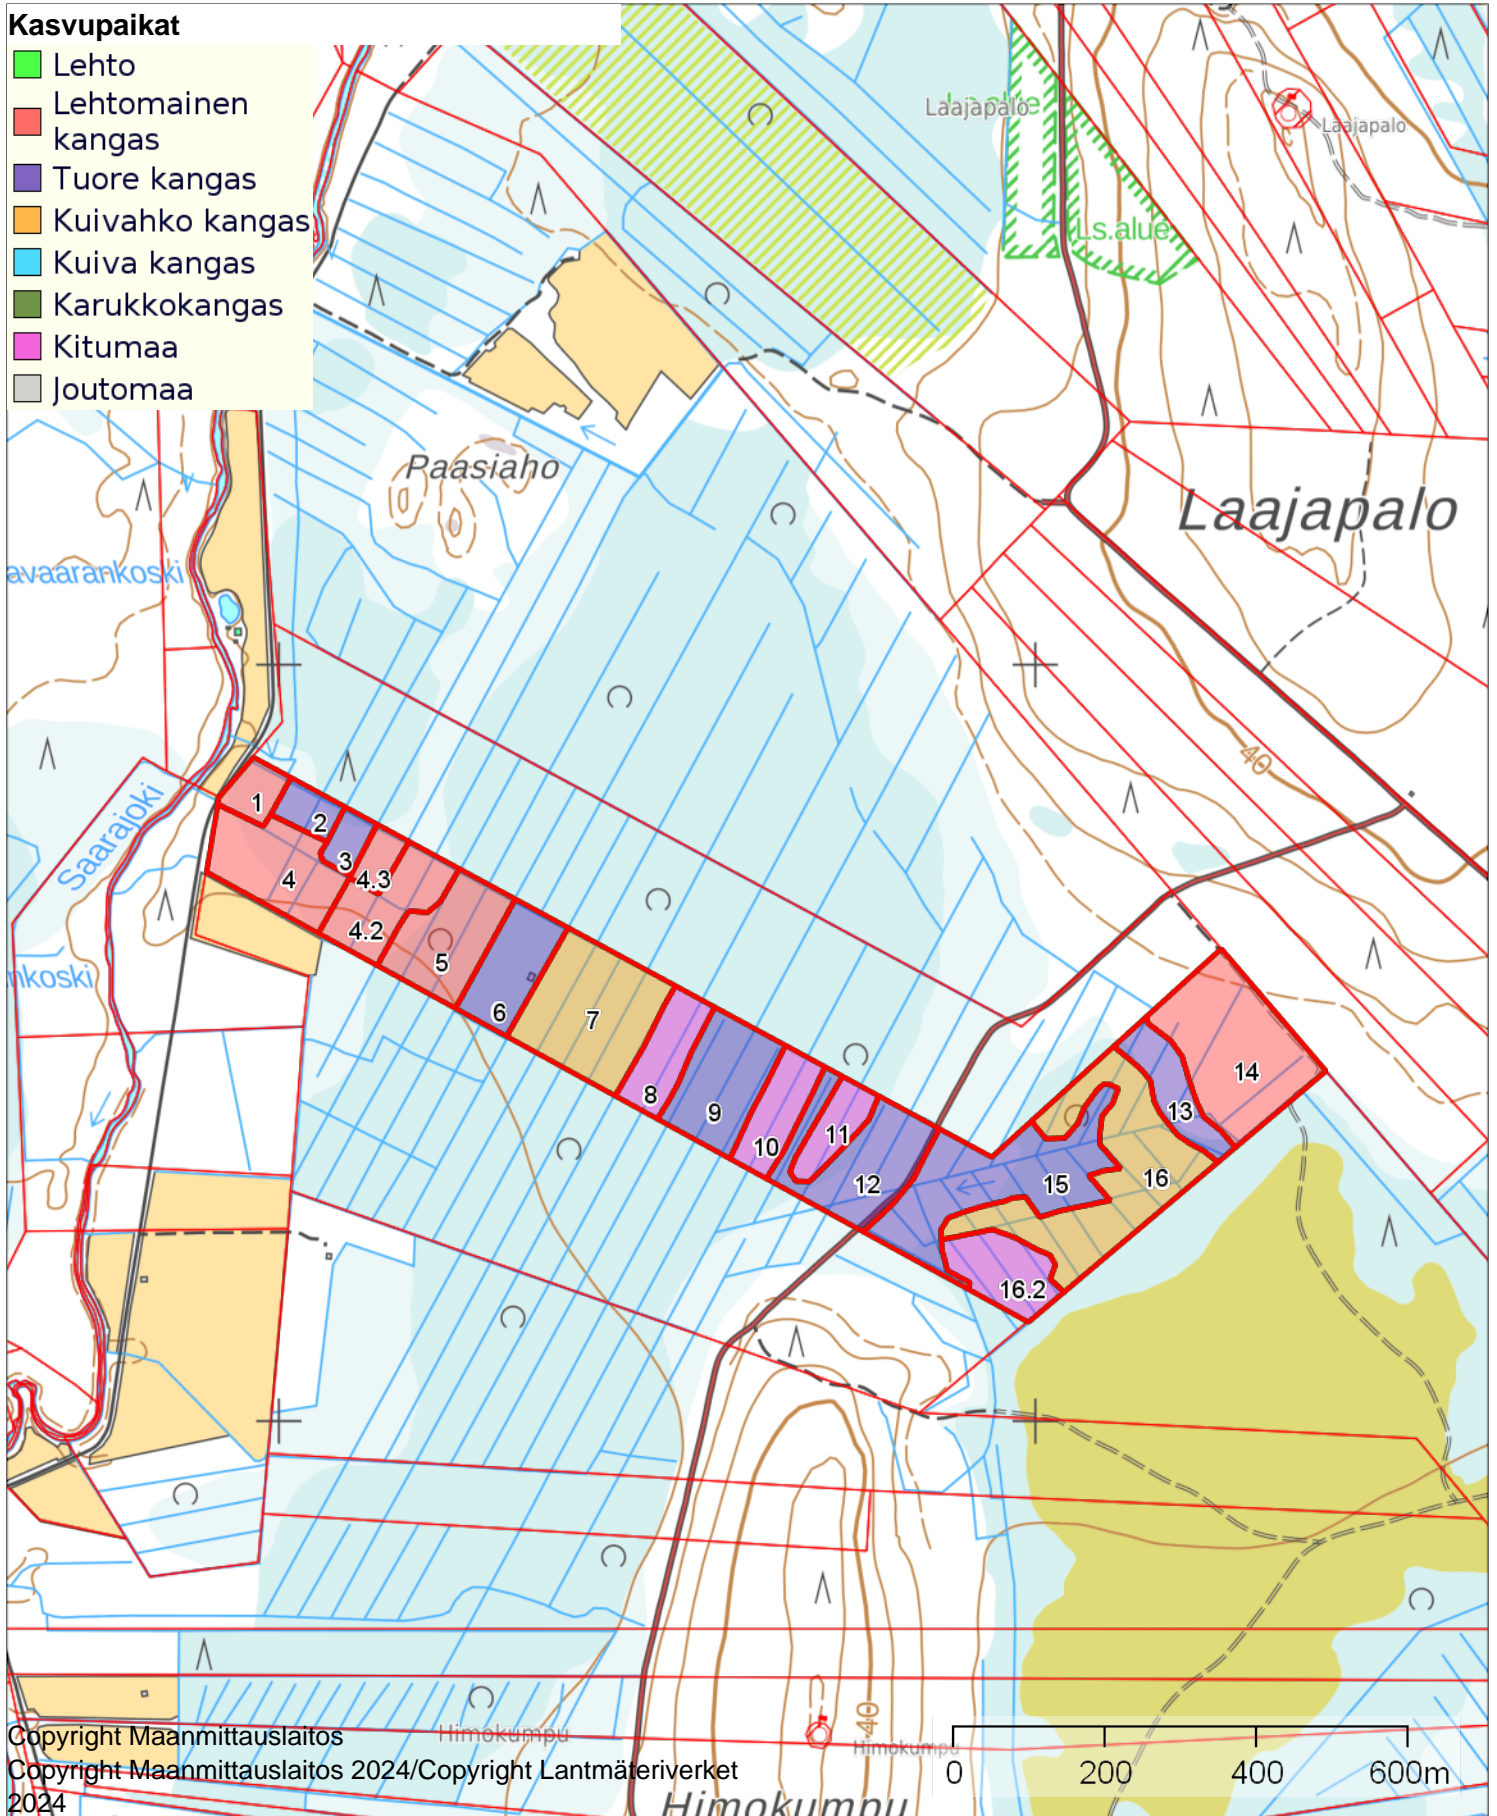 Kasvupaikat
Lehto
Lehtomainen
kangas
Tuore kangas
Kuivahko kangas
Kuiva kangas
Karukkokangas
Kitumaa
Joutomaa
Laajapalo
Laajapalo
Ls.alue
Paasiaho
Laajapalo
avaarankoski
40
Saarajoki
nkoski
1
2
3
4
4.3
4.2
5
6
7
8
9
10
11
12
13
14
15
16
16.2
40
Himokumpu
Himokumpu
Himokumpu
0
200
400
600m
Copyright Maanmittauslaitos
Copyright Maanmittauslaitos 2024/Copyright Lantmäteriverket
2024